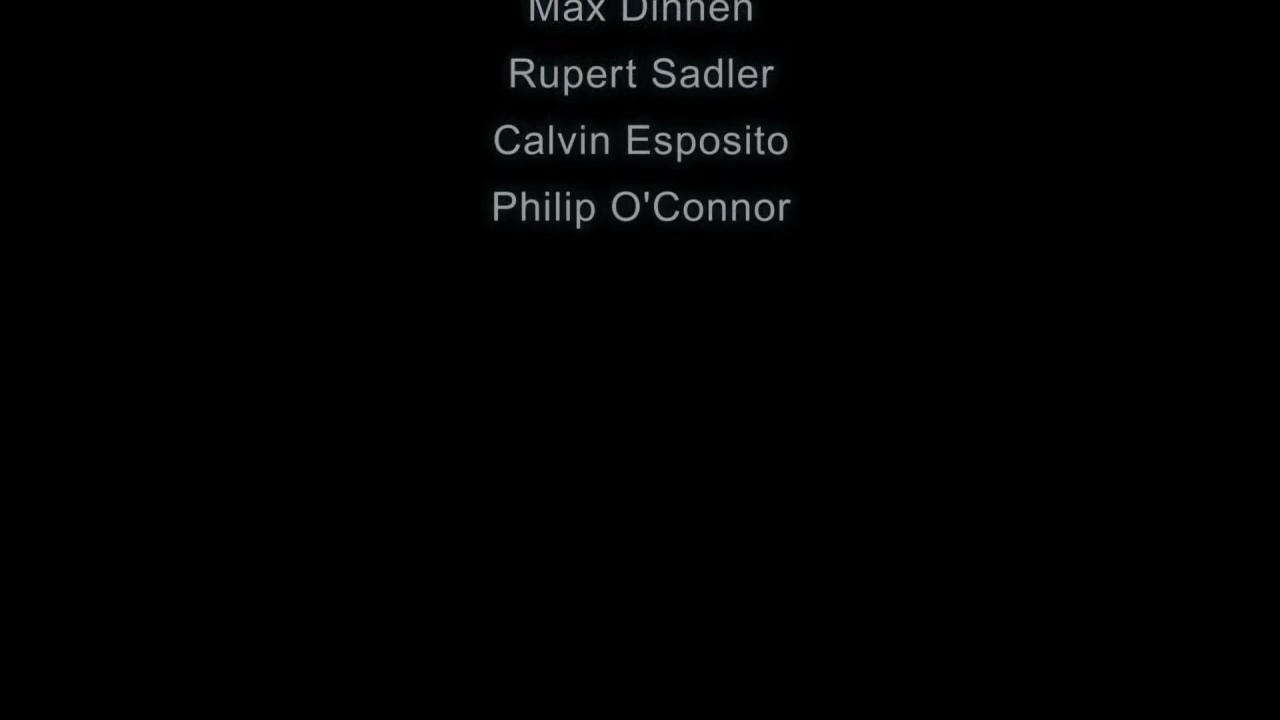 Max Dinnen
Rupert Sadler
Calvin Esposito
Philip O'Connor